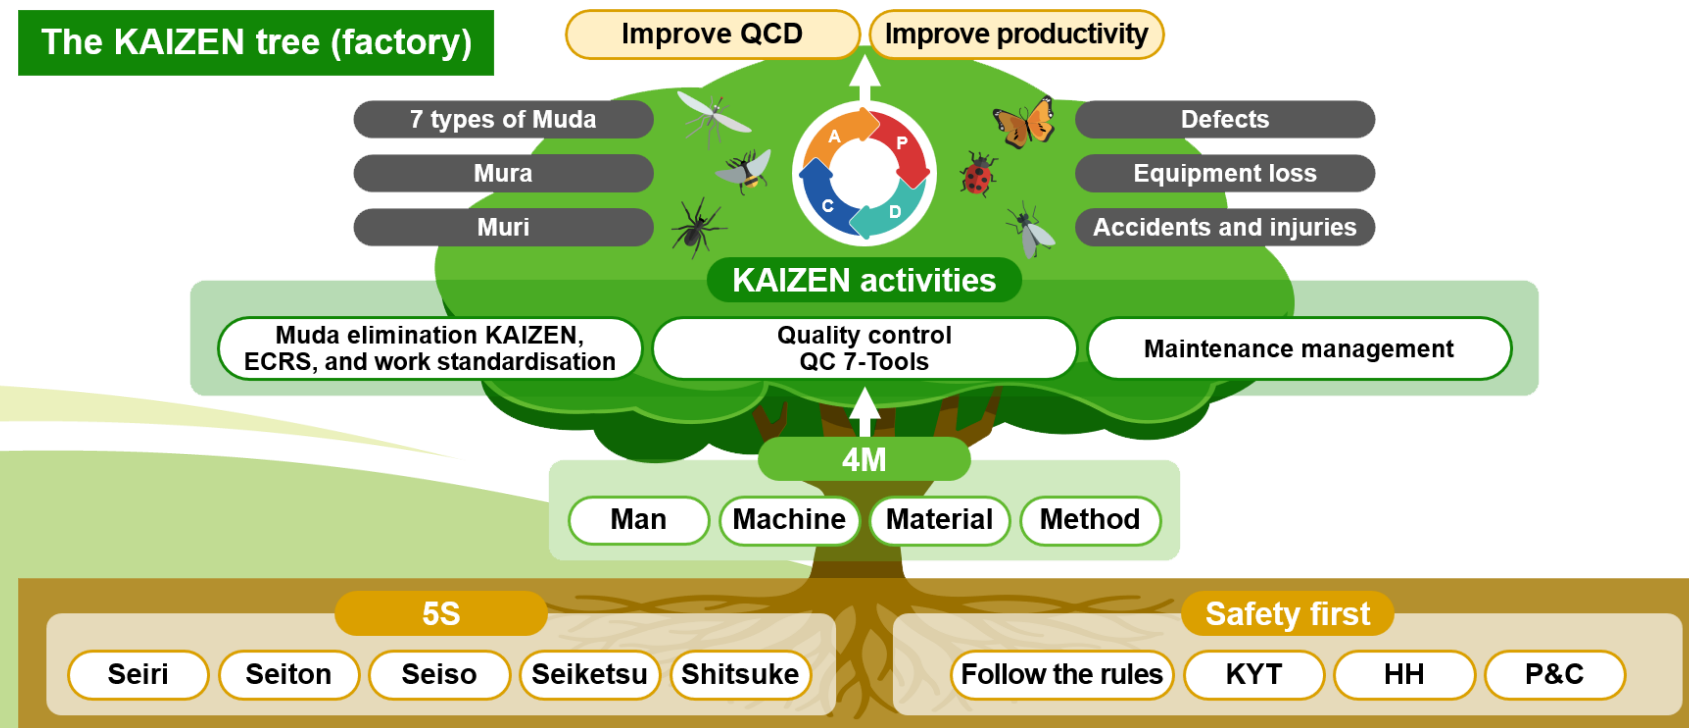 The KAIZEN tree (factory)
Improve QCD
Improve productivity
7 types of Muda
Mura
Muri
A
P
C
D
Defects
Equipment loss
Accidents and injuries
KAIZEN activities
Muda elimination KAIZEN,
ECRS, and work standardisation
Quality control
QC 7-Tools
Maintenance management
4M
Man
Machine
Material
Method
5S
Seiri
Seiton
Seiso
Seiketsu
Shitsuke
Safety first
Follow the rules
KYT
HH
P&C